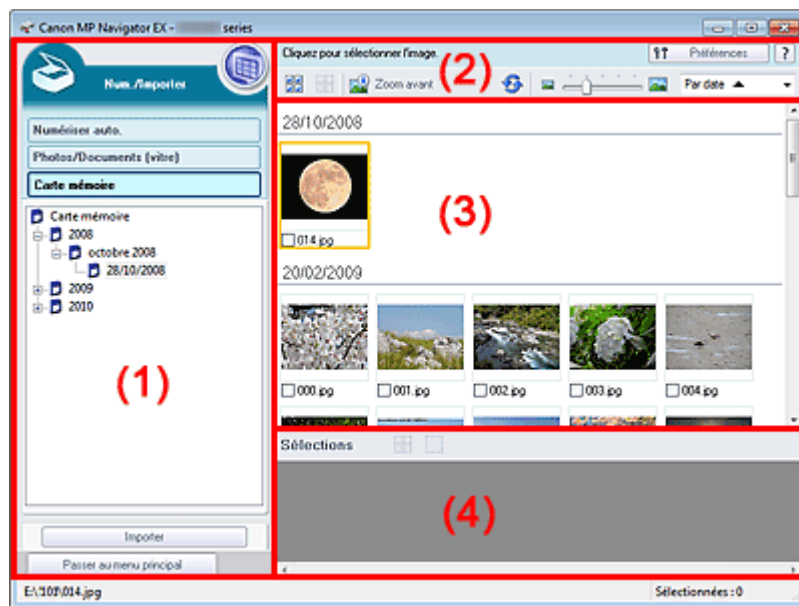 Canon MP Navigator EX - series
Num./Importer
Numériser auto.
Photos/Documents (vitre)
Carte mémoire
Carte mémoire
2008
octobre 2008
28/10/2008
2009
2010
(1)
Importer
Passer au menu principal
Cliquez pour sélectionner l'image.
Préférences
?
(2)
Zoom avant
Par date
28/10/2008
014.jpg
(3)
20/02/2009
000.jpg
001.jpg
002.jpg
003.jpg
004.jpg
Sélections
(4)
E:\101\014.jpg
Sélectionnées : 0